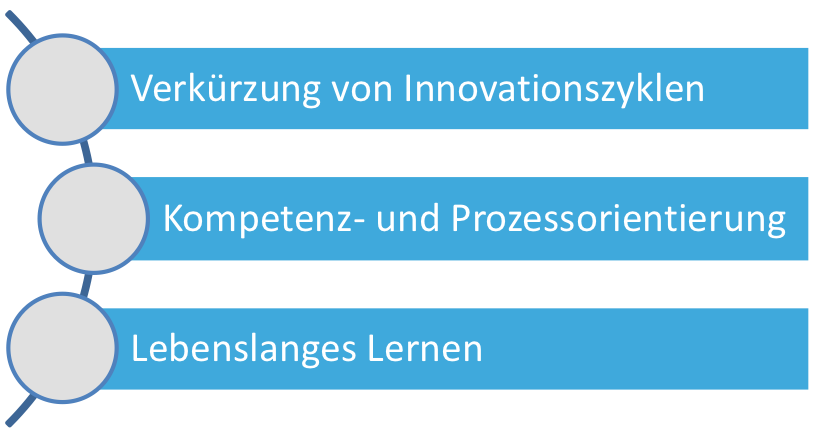 Verkürzung von Innovationszyklen
Kompetenz- und Prozessorientierung
Lebenslanges Lernen